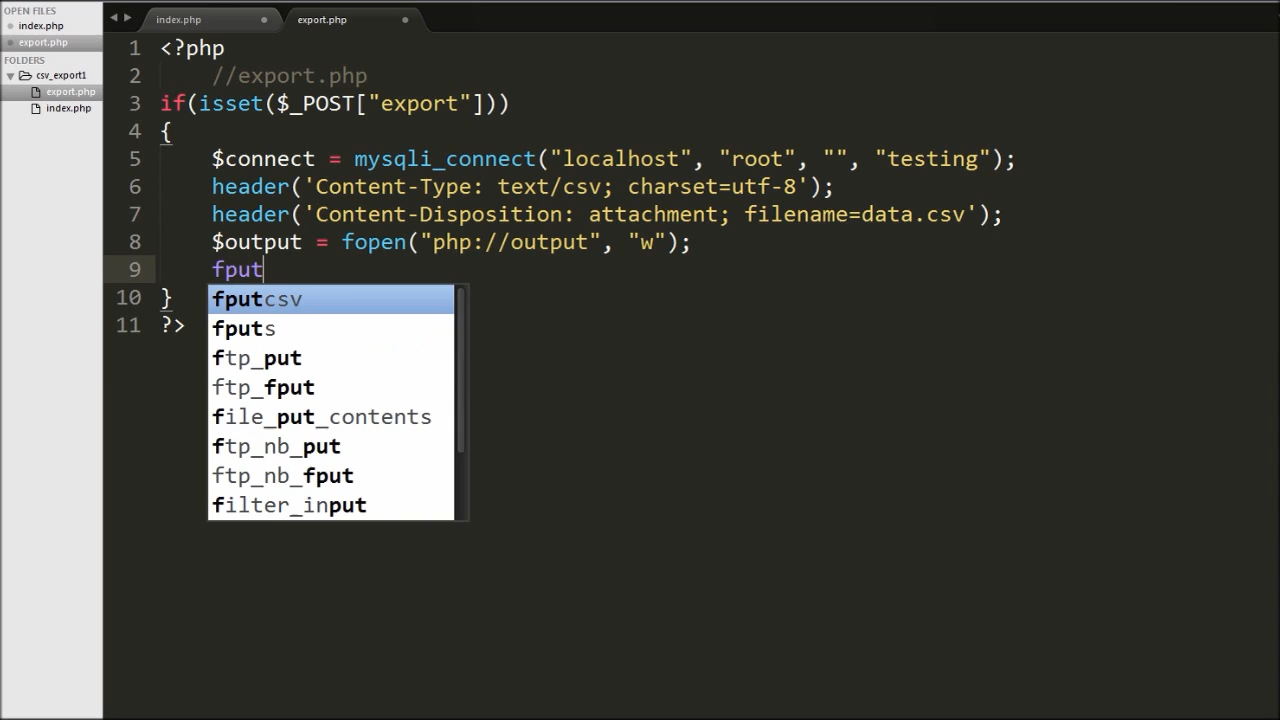 OPEN FILES
index.php
export.php
FOLDERS
csv_export1
export.php
index.php
index.php
export.php
1 <?php
2 //export.php
3 if(isset($_POST["export"]))
4 {
5 $connect = mysqli_connect("localhost", "root", "", "testing");
6 header('Content-Type: text/csv; charset=utf-8');
7 header('Content-Disposition: attachment; filename=data.csv');
8 $output = fopen("php://output", "w");
9 fput
10 }
11 ?>
fputcsv
fputs
ftp_put
ftp_fput
file_put_contents
ftp_nb_put
ftp_nb_fput
filter_input